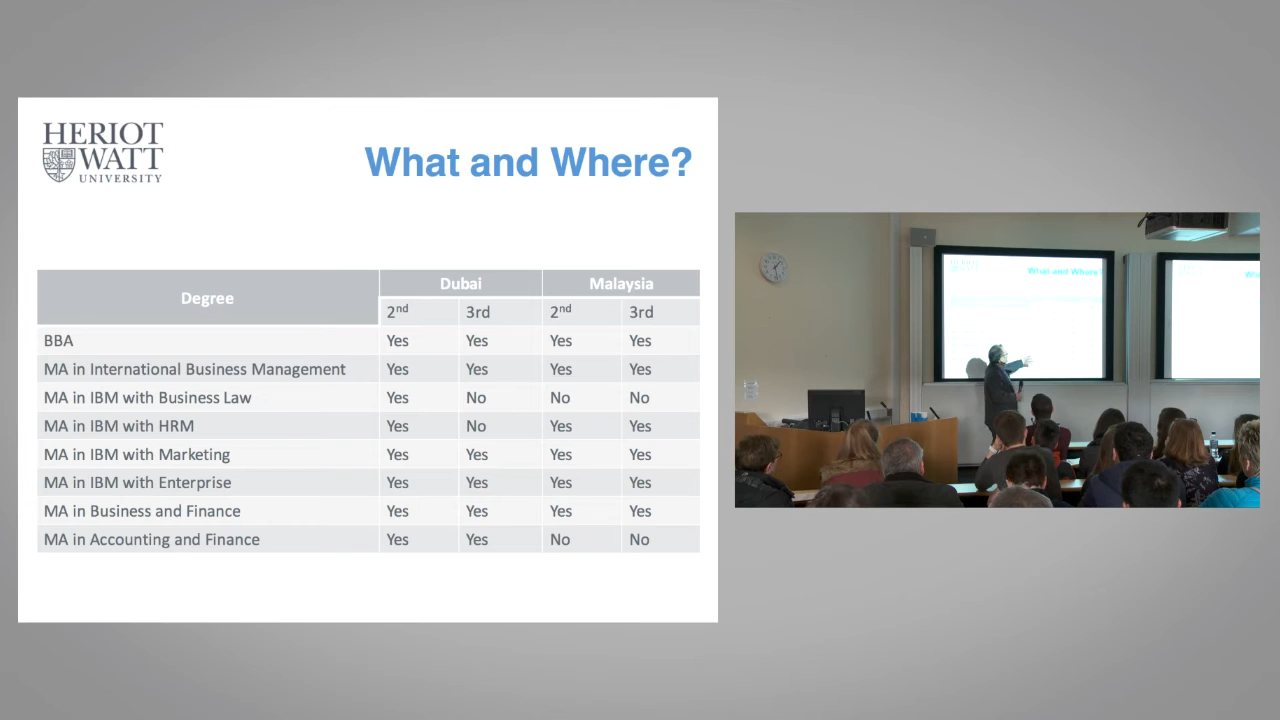 HERIOT
WATT
UNIVERSITY
What and Where?
Degree Dubai Malaysia
2nd 3rd 2nd 3rd
BBA Yes Yes Yes Yes
MA in International Business Management Yes Yes Yes Yes
MA in IBM with Business Law Yes No No No
MA in IBM with HRM Yes No Yes Yes
MA in IBM with Marketing Yes Yes Yes Yes
MA in IBM with Enterprise Yes Yes Yes Yes
MA in Business and Finance Yes Yes Yes Yes
MA in Accounting and Finance Yes Yes No No
What and Where?